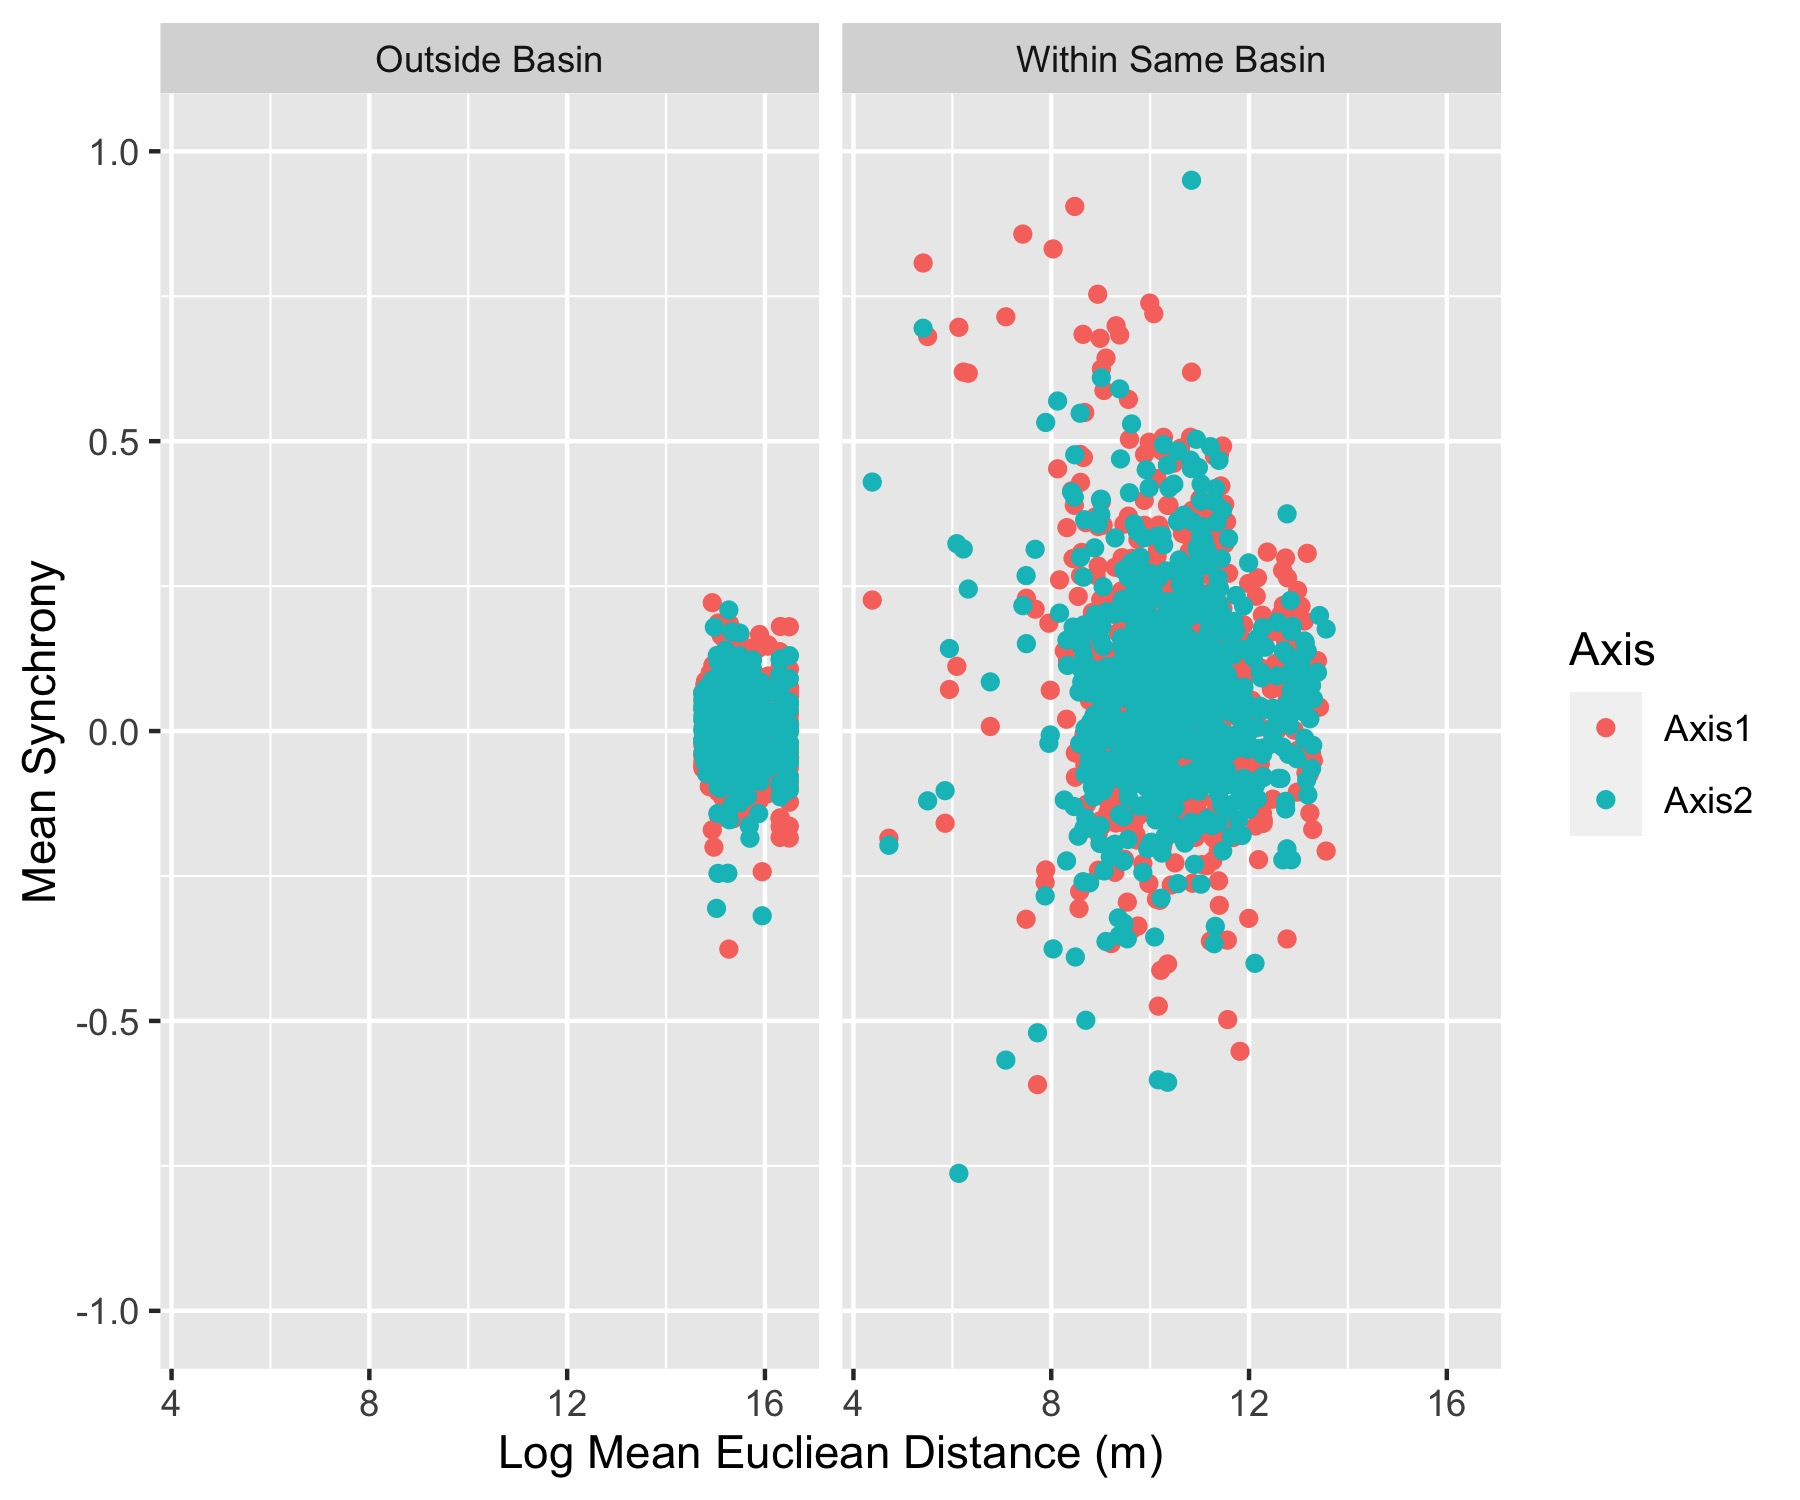 Outside Basin
Within Same Basin
1.0
0.5
0.0
-0.5
-1.0
Mean Synchrony
4 8 12 16
4 8 12 16
Log Mean Euclicean Distance (m)
Axis
Axis1
Axis2